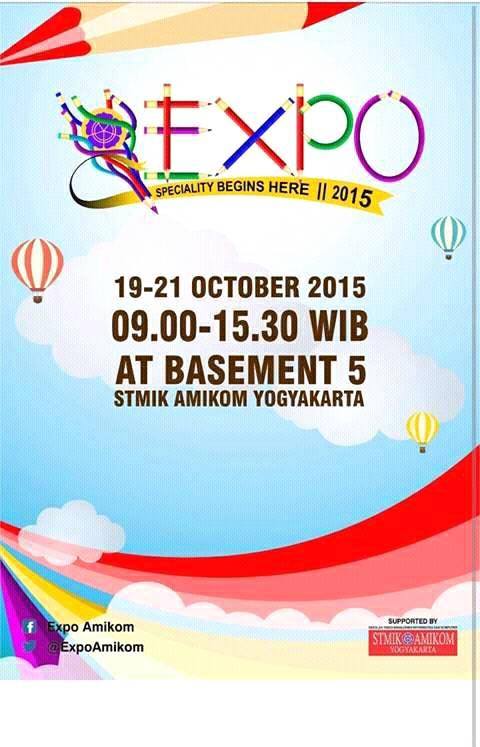 EXPO
SPECIALITY BEGINS HERE || 2015
19-21 OCTOBER 2015
09.00-15.30 WIB
AT BASEMENT 5
STMIK AMIKOM YOGYAKARTA
Expo Amikom
@ExpoAmikom
SUPPORTED BY
STMIK AMIKOM
YOGYAKARTA